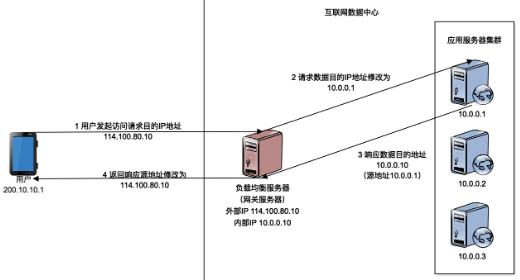 互联网数据中心
应用服务器集群
2 请求数据目的IP地址修改为
10.0.0.1
10.0.0.1
1 用户发起访问请求目的IP地址
114.100.80.10
3 响应数据目的地址
10.0.0.10
(源地址10.0.0.1)
4 返回响应源地址修改为
114.100.80.10
用户
200.10.10.1
负载均衡服务器
(网关服务器)
外部IP 114.100.80.10
内部IP 10.0.0.10
10.0.0.2
10.0.0.3